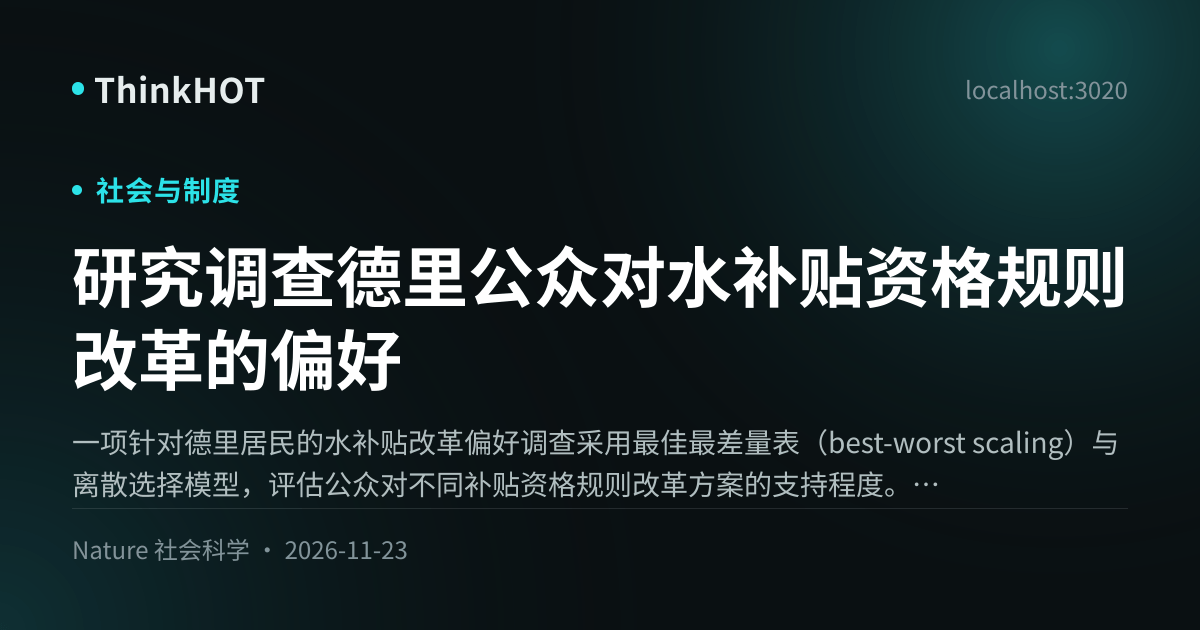 ThinkHOT
localhost:3020
社会与制度
研究调查德里公众对水补贴资格规则
改革的偏好
一项针对德里居民的水补贴改革偏好调查采用最佳最差量表（best-worst scaling）与
离散选择模型，评估公众对不同补贴资格规则改革方案的支持程度。…
Nature 社会科学 · 2026-11-23